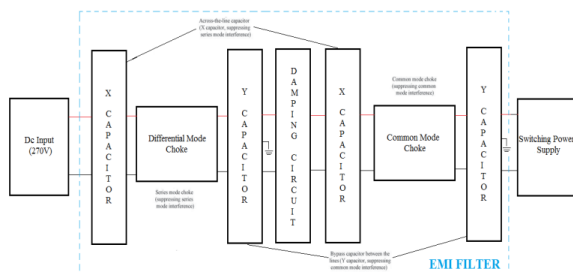 Across-the-line capacitor
(X capacitor, suppressing
series mode interference)
Dc Input
(270V)
X CAPACITOR
Differential Mode
Choke
Series mode choke
(suppressing series
mode interference)
Y CAPACITOR
DAMPING CIRCUIT
X CAPACITOR
Common mode choke
(suppressing common
mode interference)
Common Mode
Choke
Y CAPACITOR
Switching Power
Supply
Bypass capacitor between the
lines (Y capacitor, suppressing
common mode interference)
EMI FILTER